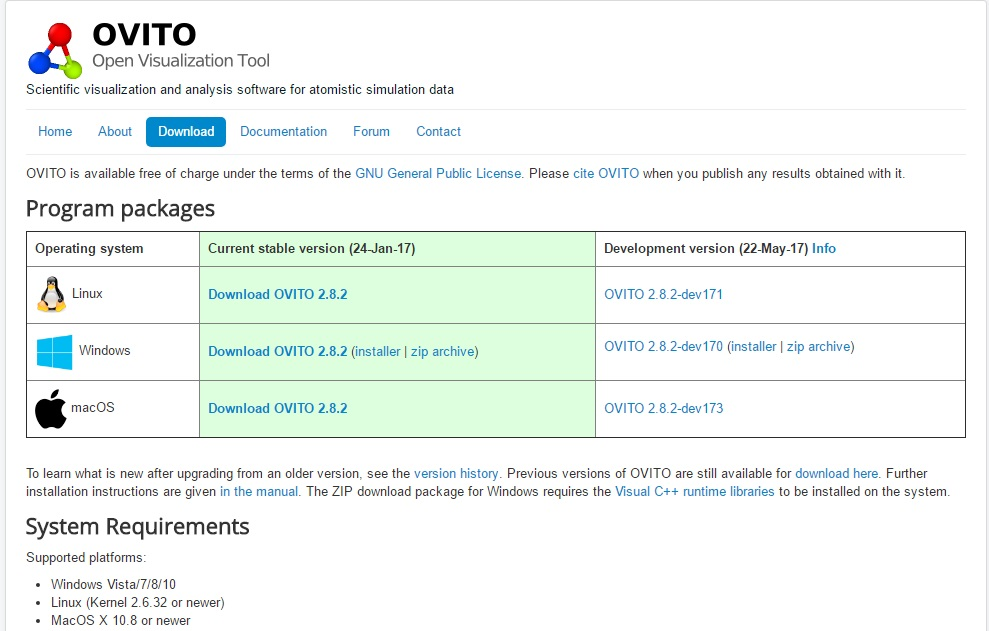 OVITO
Open Visualization Tool
Scientific visualization and analysis software for atomistic simulation data
Home About Download Documentation Forum Contact
OVITO is available free of charge under the terms of the GNU General Public License. Please cite OVITO when you publish any results obtained with it.
Program packages
Operating system Current stable version (24-Jan-17) Development version (22-May-17) Info
Linux Download OVITO 2.8.2 OVITO 2.8.2-dev171
Windows Download OVITO 2.8.2 (installer | zip archive) OVITO 2.8.2-dev170 (installer | zip archive)
macOS Download OVITO 2.8.2 OVITO 2.8.2-dev173
To learn what is new after upgrading from an older version, see the version history. Previous versions of OVITO are still available for download here. Further
installation instructions are given in the manual. The ZIP download package for Windows requires the Visual C++ runtime libraries to be installed on the system.
System Requirements
Supported platforms:
• Windows Vista/7/8/10
• Linux (Kernel 2.6.32 or newer)
• MacOS X 10.8 or newer